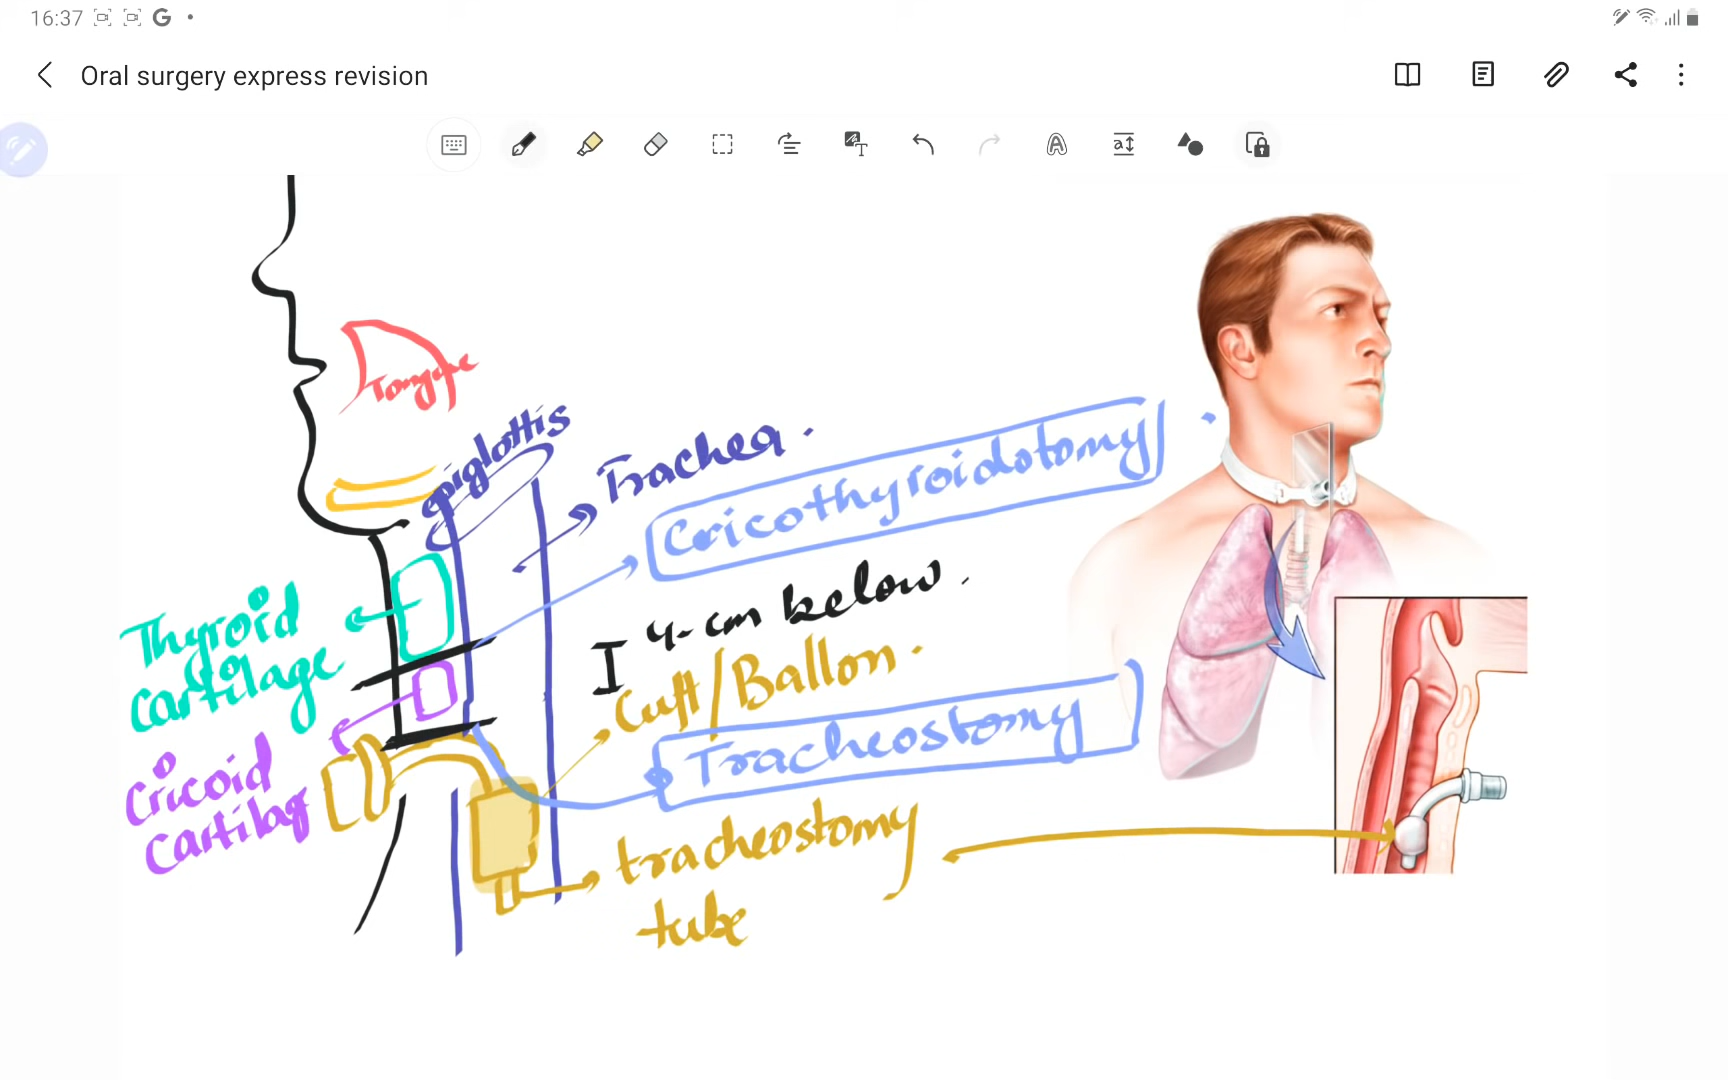 16:37
Oral surgery express revision
Tongue
epiglottis
Trachea.
Cricothyroidotomy
4-cm below.
Thyroid
cartilage
Cuff/Ballon.
Tracheostomy
Cricoid
Cartilag
tracheostomy
tube